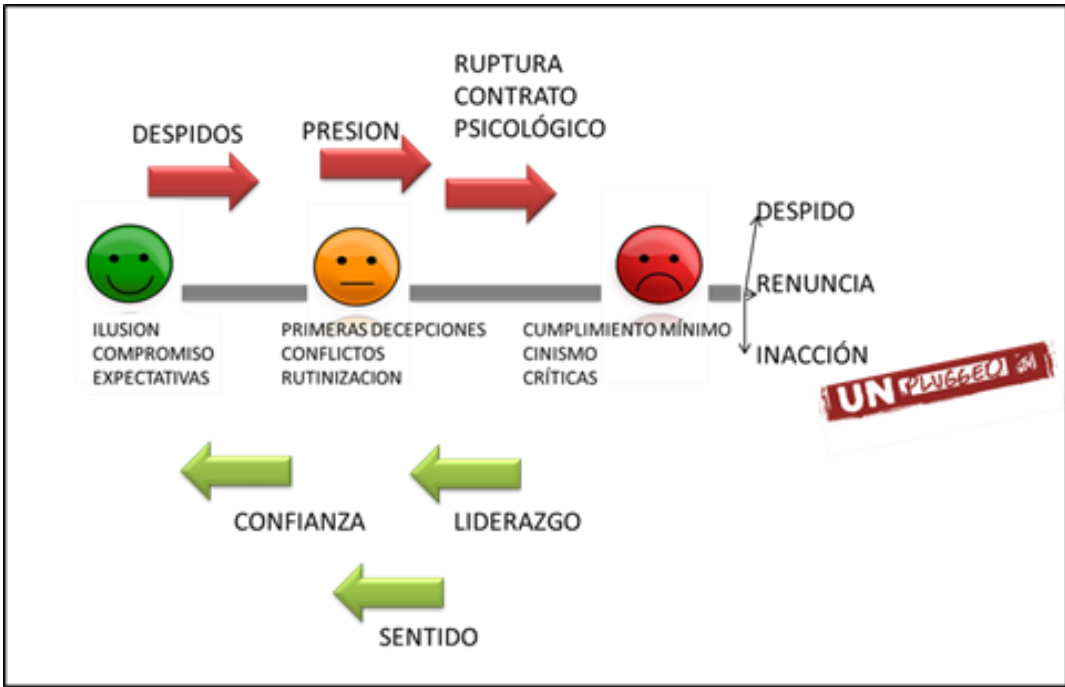 DESPIDOS
PRESION
RUPTURA
CONTRATO
PSICOLÓGICO
ILUSION
COMPROMISO
EXPECTATIVAS
PRIMERAS DECEPCIONES
CONFLICTOS
RUTINIZACION
CUMPLIMIENTO MÍNIMO
CINISMO
CRÍTICAS
DESPIDO
RENUNCIA
INACCIÓN
UN PLUGGED
CONFIANZA
LIDERAZGO
SENTIDO